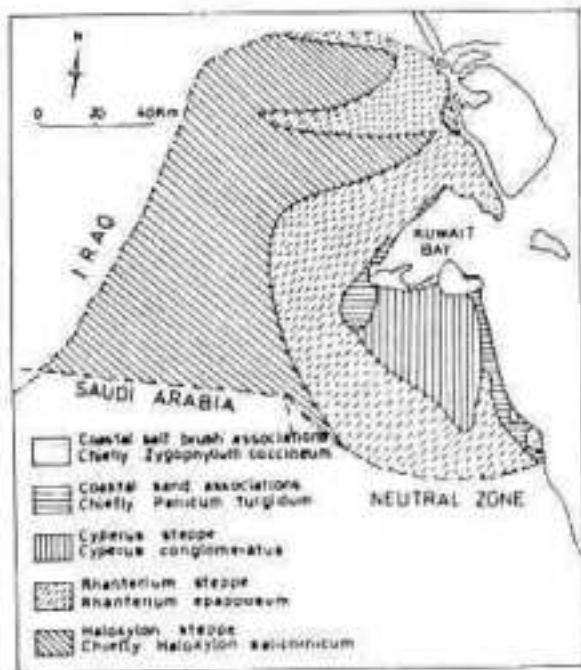 N
0 20 40Km
IRAQ
KUWAIT
BAY
SAUDI ARABIA
NEUTRAL ZONE
Coastal salt brush associations
Chiefly Zygophyllum coccineum
Coastal sand associations
Chiefly Panicum turgidum
Cyperus steppe
Cyperus conglomeratus
Rhanterium steppe
Rhanterium epapposum
Haloxylon steppe
Chiefly Haloxylon salicornicum